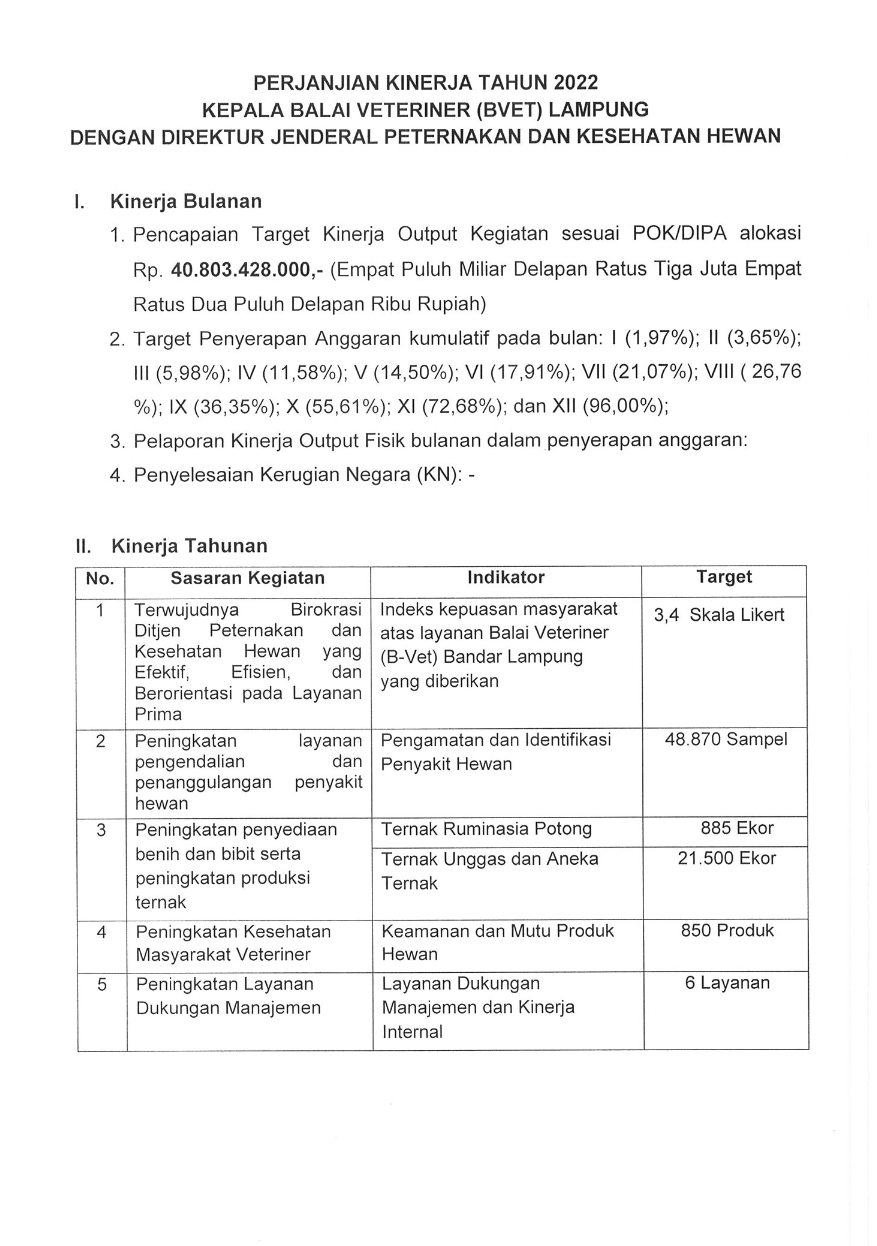 PERJANJIAN KINERJA TAHUN 2022
KEPALA BALAI VETERINER (BVET) LAMPUNG
DENGAN DIREKTUR JENDERAL PETERNAKAN DAN KESEHATAN HEWAN
I. Kinerja Bulanan
1. Pencapaian Target Kinerja Output Kegiatan sesuai POK/DIPA alokasi
Rp. 40.803.428.000,- (Empat Puluh Miliar Delapan Ratus Tiga Juta Empat
Ratus Dua Puluh Delapan Ribu Rupiah)
2. Target Penyerapan Anggaran kumulatif pada bulan: I (1,97%); II (3,65%);
III (5,98%); IV (11,58%); V (14,50%); VI (17,91%); VII (21,07%); VIII ( 26,76
%); IX (36,35%); X (55,61%); XI (72,68%); dan XII (96,00%);
3. Pelaporan Kinerja Output Fisik bulanan dalam penyerapan anggaran:
4. Penyelesaian Kerugian Negara (KN): -
II. Kinerja Tahunan
No. Sasaran Kegiatan Indikator Target
1 Terwujudnya Birokrasi
Ditjen Peternakan dan
Kesehatan Hewan yang
Efektif, Efisien, dan
Berorientasi pada Layanan
Prima
Indeks kepuasan masyarakat
atas layanan Balai Veteriner
(B-Vet) Bandar Lampung
yang diberikan
3,4 Skala Likert
2 Peningkatan layanan
pengendalian dan
penanggulangan penyakit
hewan
Pengamatan dan Identifikasi
Penyakit Hewan
48.870 Sampel
3 Peningkatan penyediaan
benih dan bibit serta
peningkatan produksi
ternak
Ternak Ruminasia Potong
885 Ekor
Ternak Unggas dan Aneka
Ternak
21.500 Ekor
4 Peningkatan Kesehatan
Masyarakat Veteriner
Keamanan dan Mutu Produk
Hewan
850 Produk
5 Peningkatan Layanan
Dukungan Manajemen
Layanan Dukungan
Manajemen dan Kinerja
Internal
6 Layanan